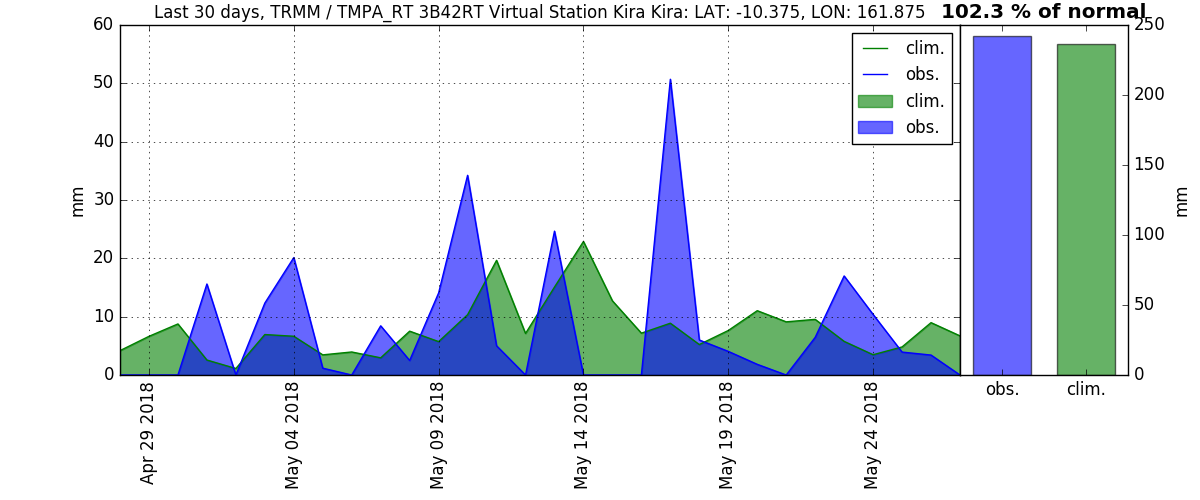 Last 30 days, TRMM / TMPA_RT 3B42RT Virtual Station Kira Kira: LAT: -10.375, LON: 161.875
102.3 % of normal
60
50
40
30
20
10
0
mm
clim.
obs.
clim.
obs.
250
200
150
100
50
0
mm
Apr 29 2018
May 04 2018
May 09 2018
May 14 2018
May 19 2018
May 24 2018
obs.
clim.